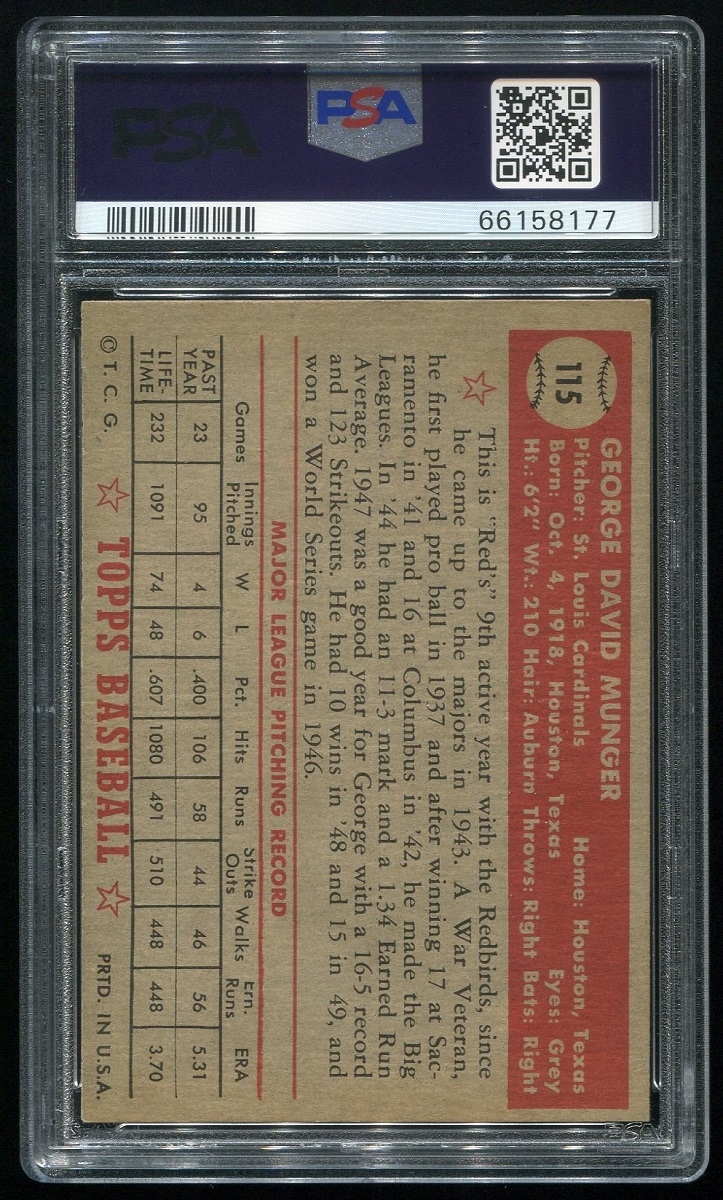 PSA
PSA
66158177
115
GEORGE DAVID MUNGER
Pitcher: St. Louis Cardinals Home: Houston, Texas
Born: Oct. 4, 1918, Houston, Texas Eyes: Grey
Ht.: 6'2" Wt.: 210 Hair: Auburn Throws: Right Bats: Right
This is "Red's" 9th active year with the Redbirds, since
he came up to the majors in 1943. A War Veteran,
he first played pro ball in 1937 and after winning 17 at Sac-
ramento in '41 and 16 at Columbus in '42, he made the Big
Leagues. In '44 he had an 11-3 mark and a 1.34 Earned Run
Average. 1947 was a good year for George with a 16-5 record
and 123 Strikeouts. He had 10 wins in '48 and 15 in '49, and
won a World Series game in 1946.
MAJOR LEAGUE PITCHING RECORD
Games Innings Pitched W L Pct. Hits Runs Strike Outs Walks Ern. Runs ERA
PAST YEAR 23 95 4 6 .400 106 58 44 46 56 5.31
LIFE-TIME 232 1091 74 48 .607 1080 491 510 448 448 3.70
© T. C. G. TOPPS BASEBALL PRTD. IN U.S.A.
PSA